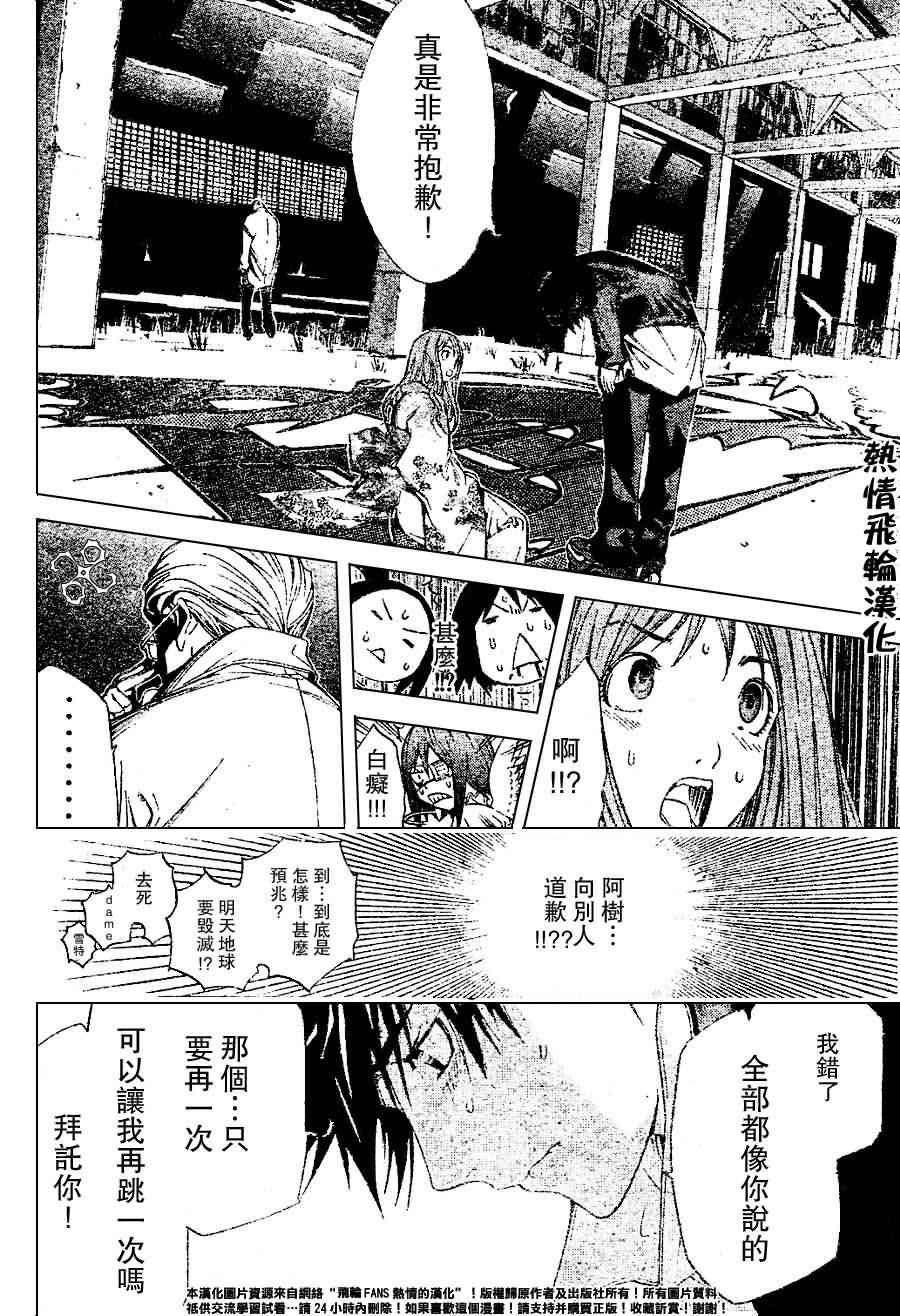 真是非常抱歉！
熱情飛輪漢化
啊!!?
甚麼!!?
白癡!!!
⋯⋯⋯
阿樹…
向別人
道歉
!!??
到…到底是
怎樣！甚麼
預兆？
明天地球
要毀滅!?
去死
dame
雪特
我錯了
全部都像你說的
那個…只
要再一次
可以讓我再跳一次嗎
拜託你！
本漢化圖片資源來自網絡“飛輪FANS熱情的漢化”！版權歸原作者及出版社所有！所有圖片資料
祗供交流學習試看…請24小時內刪除！如果喜歡這個漫畫！請支持并購買正版！收藏訢賞！謝謝！